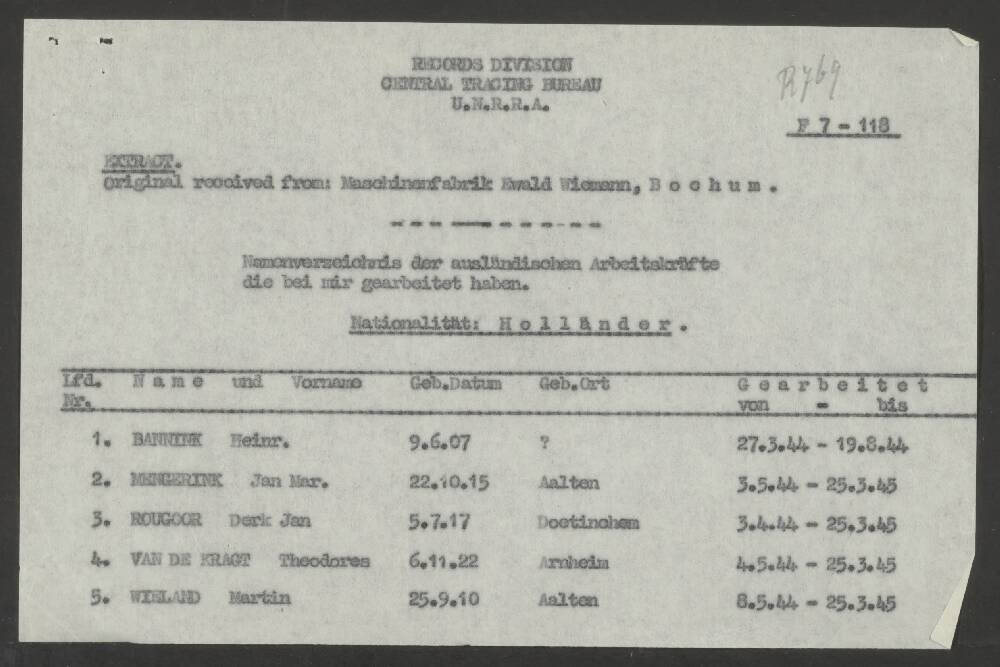 RECORDS DIVISION
CENTRAL TRACING BUREAU
U.N.R.R.A.
R769
F 7 - 118
EXTRACT.
Original received from: Maschinenfabrik Ewald Wiemann, B o c h u m .
Namenverzeichnis der ausländischen Arbeitskräfte
die bei mir gearbeitet haben.
Nationalität: H o l l ä n d e r .
Lfd. N a m e und Vorname Geb.Datum Geb.Ort G e a r b e i t e t
Nr. von - bis
1. BANNINK Heinr. 9.6.07 ? 27.3.44 - 19.8.44
2. MENGERINK Jan Mar. 22.10.15 Aalten 3.5.44 - 25.3.45
3. ROUGOOR Derk Jan 5.7.17 Doetinchem 3.4.44 - 25.3.45
4. VAN DE KRAGT Theodores 6.11.22 Arnheim 4.5.44 - 25.3.45
5. WIELAND Martin 25.9.10 Aalten 8.5.44 - 25.3.45